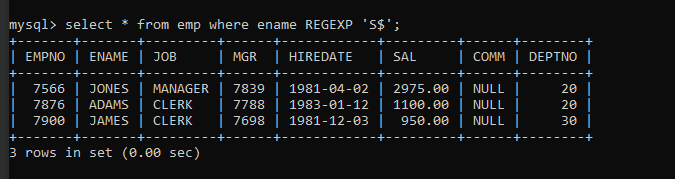 mysql> select * from emp where ename REGEXP 'S$';
+-------+-------+---------+------+------------+---------+------+--------+
| EMPNO | ENAME | JOB     | MGR  | HIREDATE   | SAL     | COMM | DEPTNO |
+-------+-------+---------+------+------------+---------+------+--------+
|  7566 | JONES | MANAGER | 7839 | 1981-04-02 | 2975.00 | NULL |     20 |
|  7876 | ADAMS | CLERK   | 7788 | 1983-01-12 | 1100.00 | NULL |     20 |
|  7900 | JAMES | CLERK   | 7698 | 1981-12-03 |  950.00 | NULL |     30 |
+-------+-------+---------+------+------------+---------+------+--------+
3 rows in set (0.00 sec)